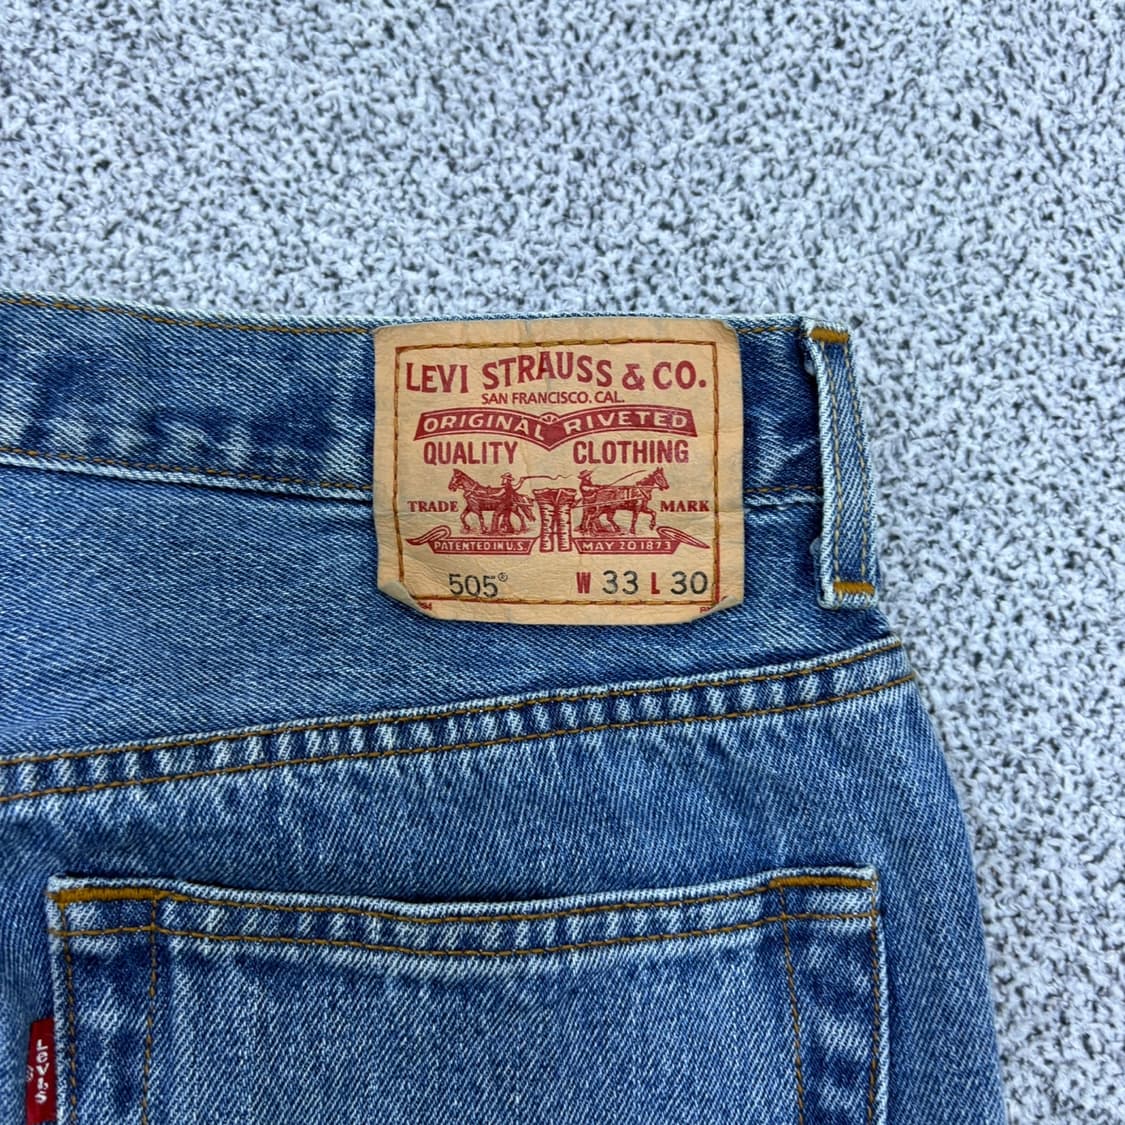 LEVI STRAUSS & CO.
SAN FRANCISCO. CAL.
ORIGINAL RIVETED
QUALITY CLOTHING
TRADE MARK
PATENTED IN U.S. MAY 20 1873
505® W 33 L 30
LEVI'S